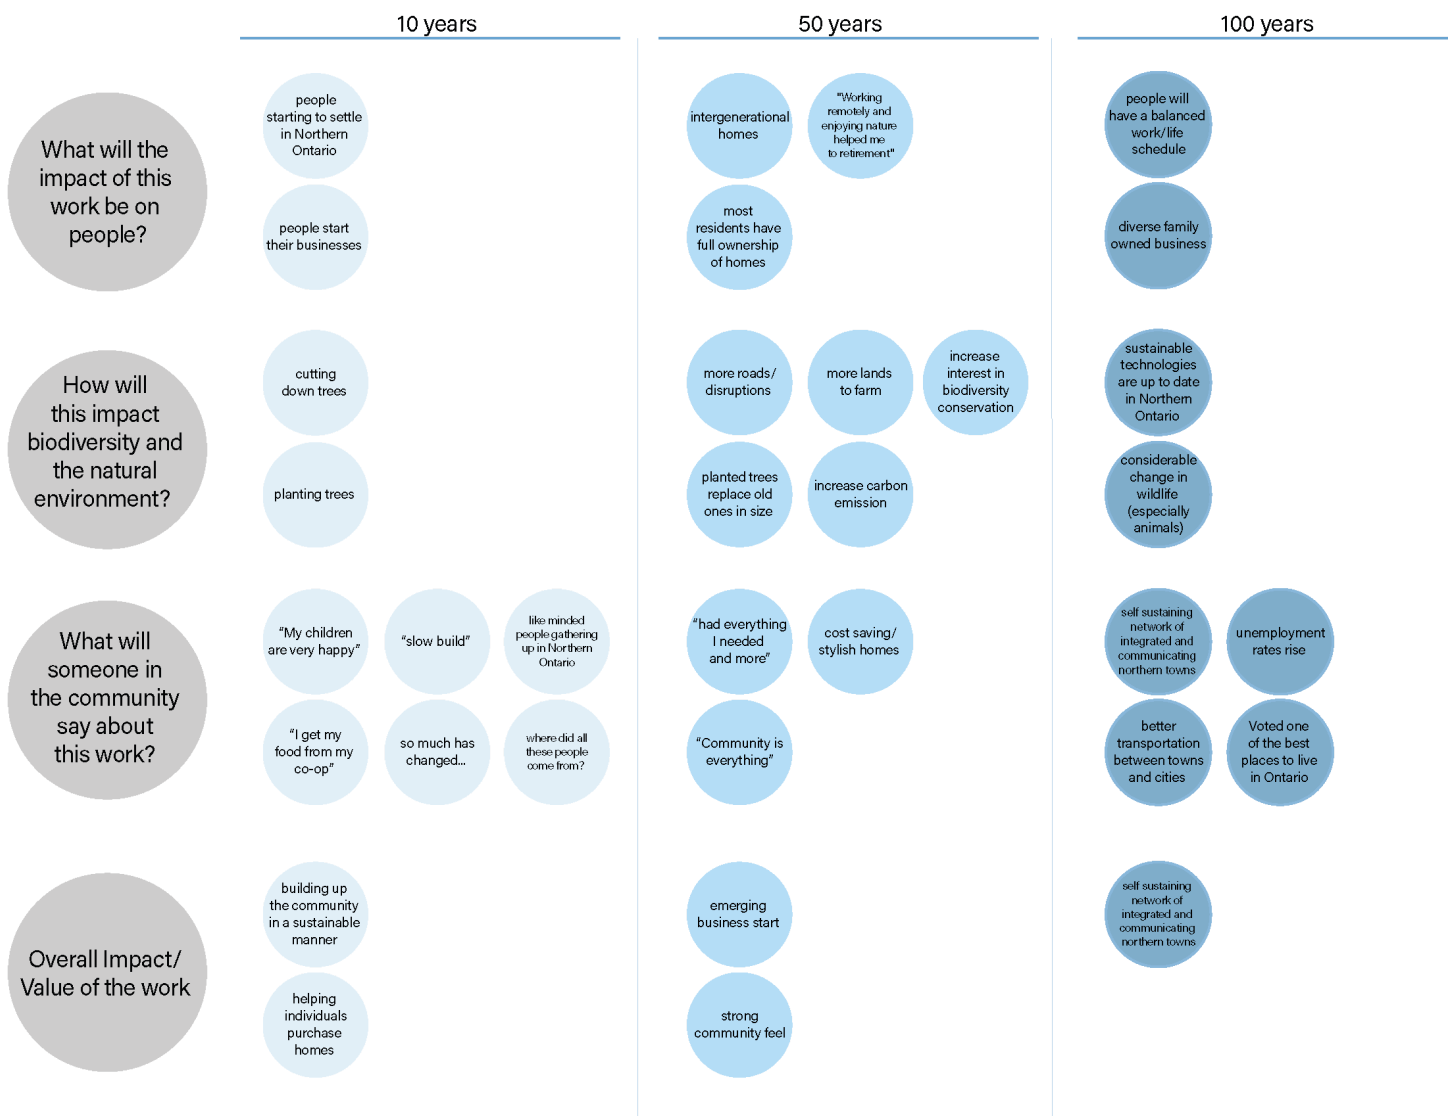 10 years
50 years
100 years
What will the
impact of this
work be on
people?
people
starting to settle
in Northern
Ontario
people start
their businesses
intergenerational
homes
"Working
remotely and
enjoying nature
helped me
to retirement"
most
residents have
full ownership
of homes
people will
have a balanced
work/life
schedule
diverse family
owned business
How will
this impact
biodiversity and
the natural
environment?
cutting
down trees
planting trees
more roads/
disruptions
more lands
to farm
increase
interest in
biodiversity
conservation
planted trees
replace old
ones in size
increase carbon
emission
sustainable
technologies
are up to date
in Northern
Ontario
considerable
change in
wildlife
(especially
animals)
What will
someone in
the community
say about
this work?
“My children
are very happy”
“slow build”
like minded
people gathering
up in Northern
Ontario
“I get my
food from my
co-op”
so much has
changed...
where did all
these people
come from?
“had everything
I needed
and more”
cost saving/
stylish homes
“Community is
everything”
self sustaining
network of
integrated and
communicating
northern towns
unemployment
rates rise
better
transportation
between towns
and cities
Voted one
of the best
places to live
in Ontario
Overall Impact/
Value of the work
building up
the community
in a sustainable
manner
helping
individuals
purchase
homes
emerging
business start
strong
community feel
self sustaining
network of
integrated and
communicating
northern towns